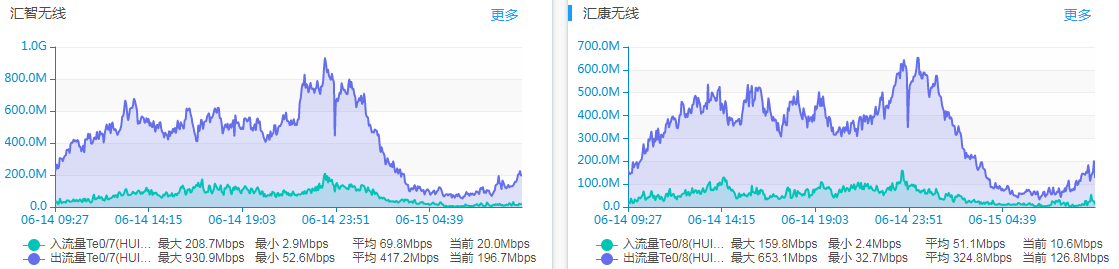 汇智无线 更多
1.0G
800.0M
600.0M
400.0M
200.0M
0.0
06-14 09:27 06-14 14:15 06-14 19:03 06-14 23:51 06-15 04:39
入流量Te0/7(HUI... 最大 208.7Mbps 最小 2.9Mbps 平均 69.8Mbps 当前 20.0Mbps
出流量Te0/7(HUI... 最大 930.9Mbps 最小 52.6Mbps 平均 417.2Mbps 当前 196.7Mbps
汇康无线 更多
700.0M
600.0M
500.0M
400.0M
300.0M
200.0M
100.0M
0.0
06-14 09:27 06-14 14:15 06-14 19:03 06-14 23:51 06-15 04:39
入流量Te0/8(HUI... 最大 159.8Mbps 最小 2.4Mbps 平均 51.1Mbps 当前 10.6Mbps
出流量Te0/8(HUI... 最大 653.1Mbps 最小 32.7Mbps 平均 324.8Mbps 当前 126.8Mbps